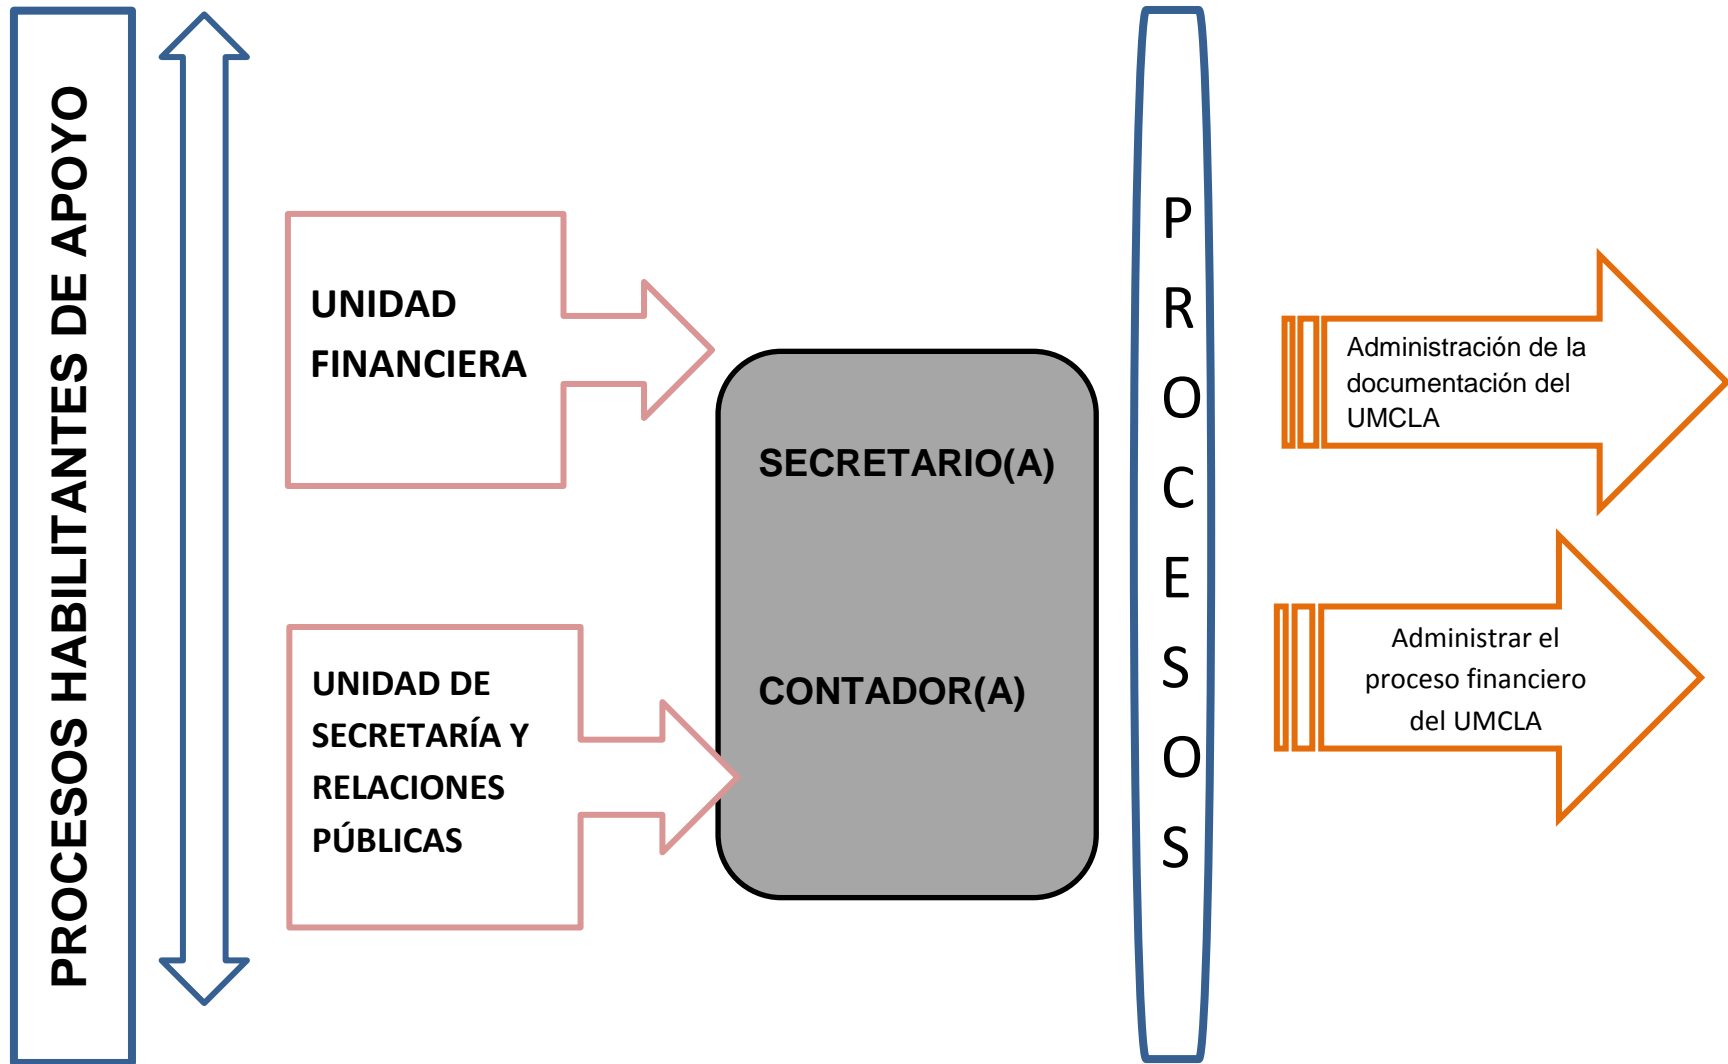 PROCESOS HABILITANTES DE APOYO
UNIDAD
FINANCIERA
UNIDAD DE
SECRETARÍA Y
RELACIONES
PÚBLICAS
SECRETARIO(A)
CONTADOR(A)
P
R
O
C
E
S
O
S
Administración de la
documentación del
UMCLA
Administrar el
proceso financiero
del UMCLA